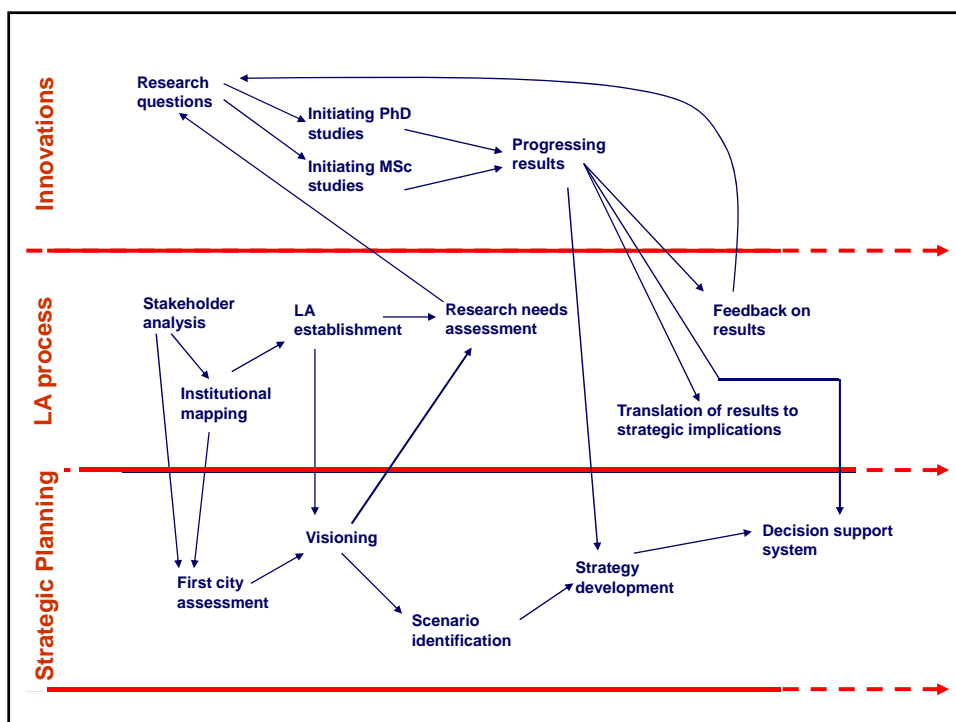 Innovations
Research
questions
Initiating PhD
studies
Initiating MSc
studies
Progressing
results
LA process
Stakeholder
analysis
LA
establishment
Research needs
assessment
Feedback on
results
Institutional
mapping
Translation of results to
strategic implications
Strategic Planning
Visioning
Decision support
system
First city
assessment
Strategy
development
Scenario
identification